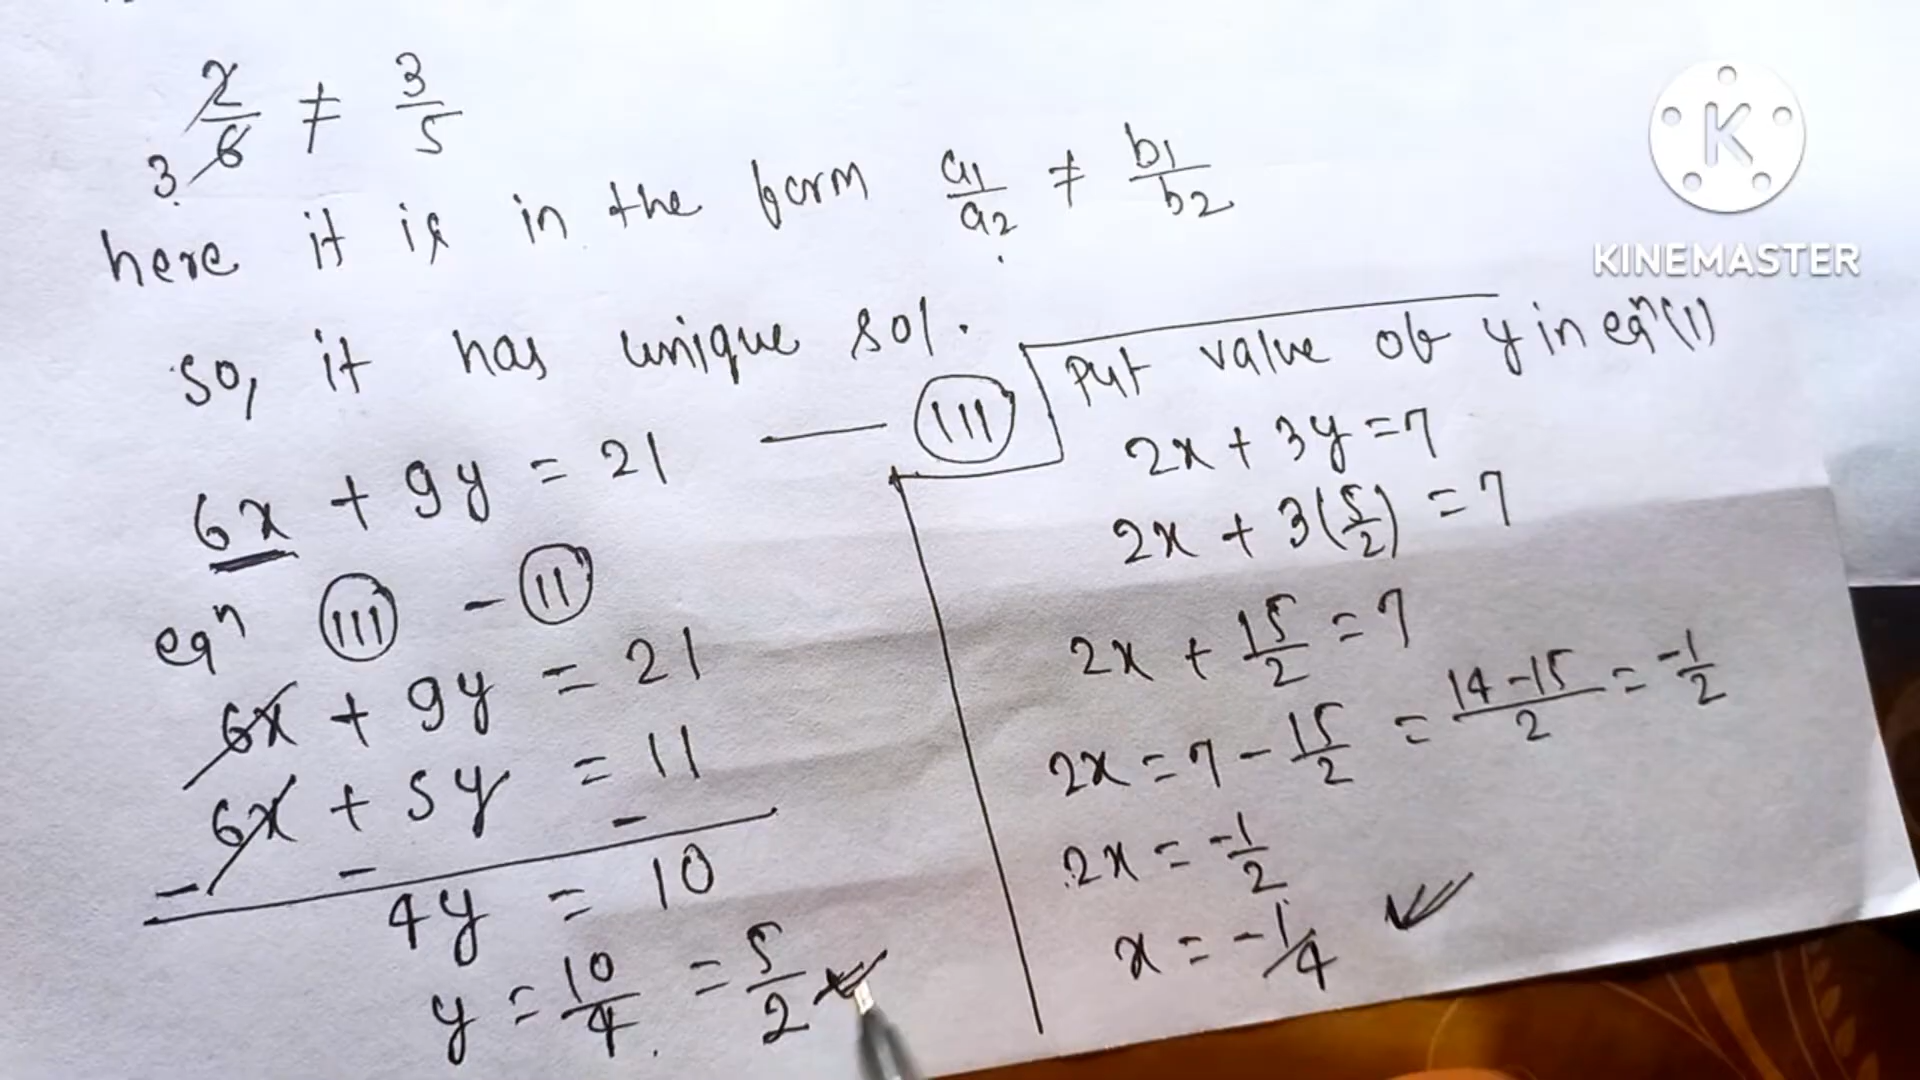 2/6 ≠ 3/5
3
here it is in the form a1/a2 ≠ b1/b2
So, it has unique sol.
6x + 9y = 21 — III
eqⁿ III - II
6x + 9y = 21
6x + 5y = 11
- - -
4y = 10
y = 10/4 = 5/2
Put value of y in eqⁿ(1)
2x + 3y = 7
2x + 3(5/2) = 7
2x + 15/2 = 7
2x = 7 - 15/2 = 14-15/2 = -1/2
2x = -1/2
x = -1/4
K
KINEMASTER